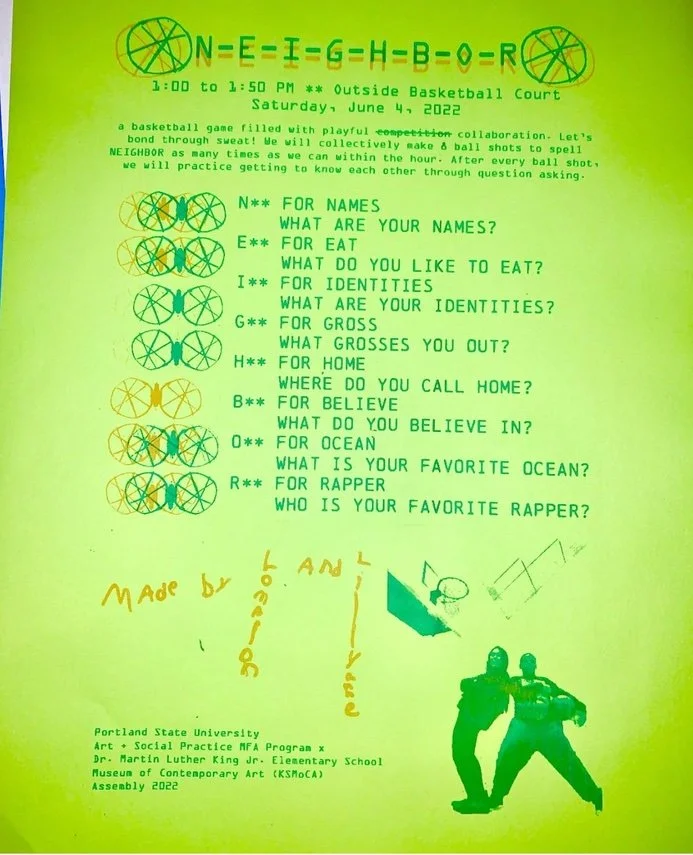 N-E-I-G-H-B-O-R
1:00 to 1:50 PM ** Outside Basketball Court
Saturday, June 4, 2022
a basketball game filled with playful competition collaboration. Let's
bond through sweat! We will collectively make 8 ball shots to spell
NEIGHBOR as many times as we can within the hour. After every ball shot,
we will practice getting to know each other through question asking.
N** FOR NAMES
WHAT ARE YOUR NAMES?
E** FOR EAT
WHAT DO YOU LIKE TO EAT?
I** FOR IDENTITIES
WHAT ARE YOUR IDENTITIES?
G** FOR GROSS
WHAT GROSSES YOU OUT?
H** FOR HOME
WHERE DO YOU CALL HOME?
B** FOR BELIEVE
WHAT DO YOU BELIEVE IN?
O** FOR OCEAN
WHAT IS YOUR FAVORITE OCEAN?
R** FOR RAPPER
WHO IS YOUR FAVORITE RAPPER?
MAde by AND
Portland State University
Art + Social Practice MFA Program x
Dr. Martin Luther King Jr. Elementary School
Museum of Contemporary Art (KSMoCA)
Assembly 2022